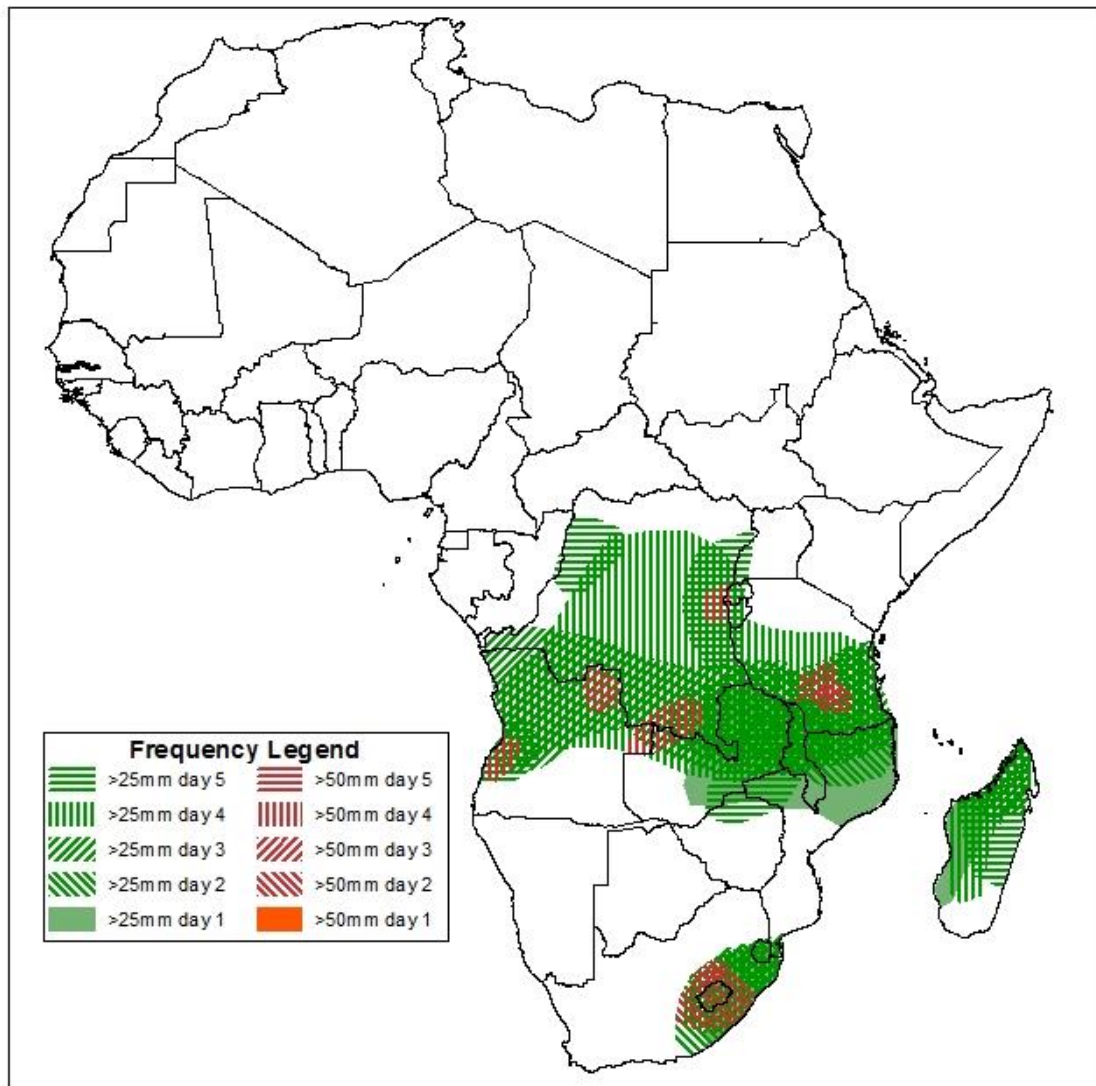 Frequency Legend
>25mm day 5 >50mm day 5
>25mm day 4 >50mm day 4
>25mm day 3 >50mm day 3
>25mm day 2 >50mm day 2
>25mm day 1 >50mm day 1